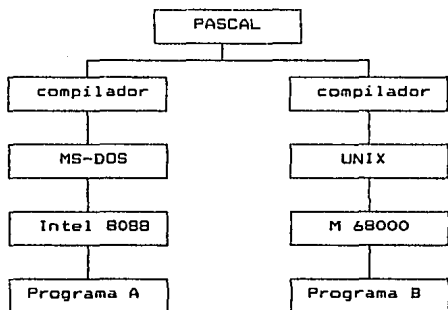 PASCAL
compilador compilador
MS-DOS UNIX
Intel 8088 M 68000
Programa A Programa B